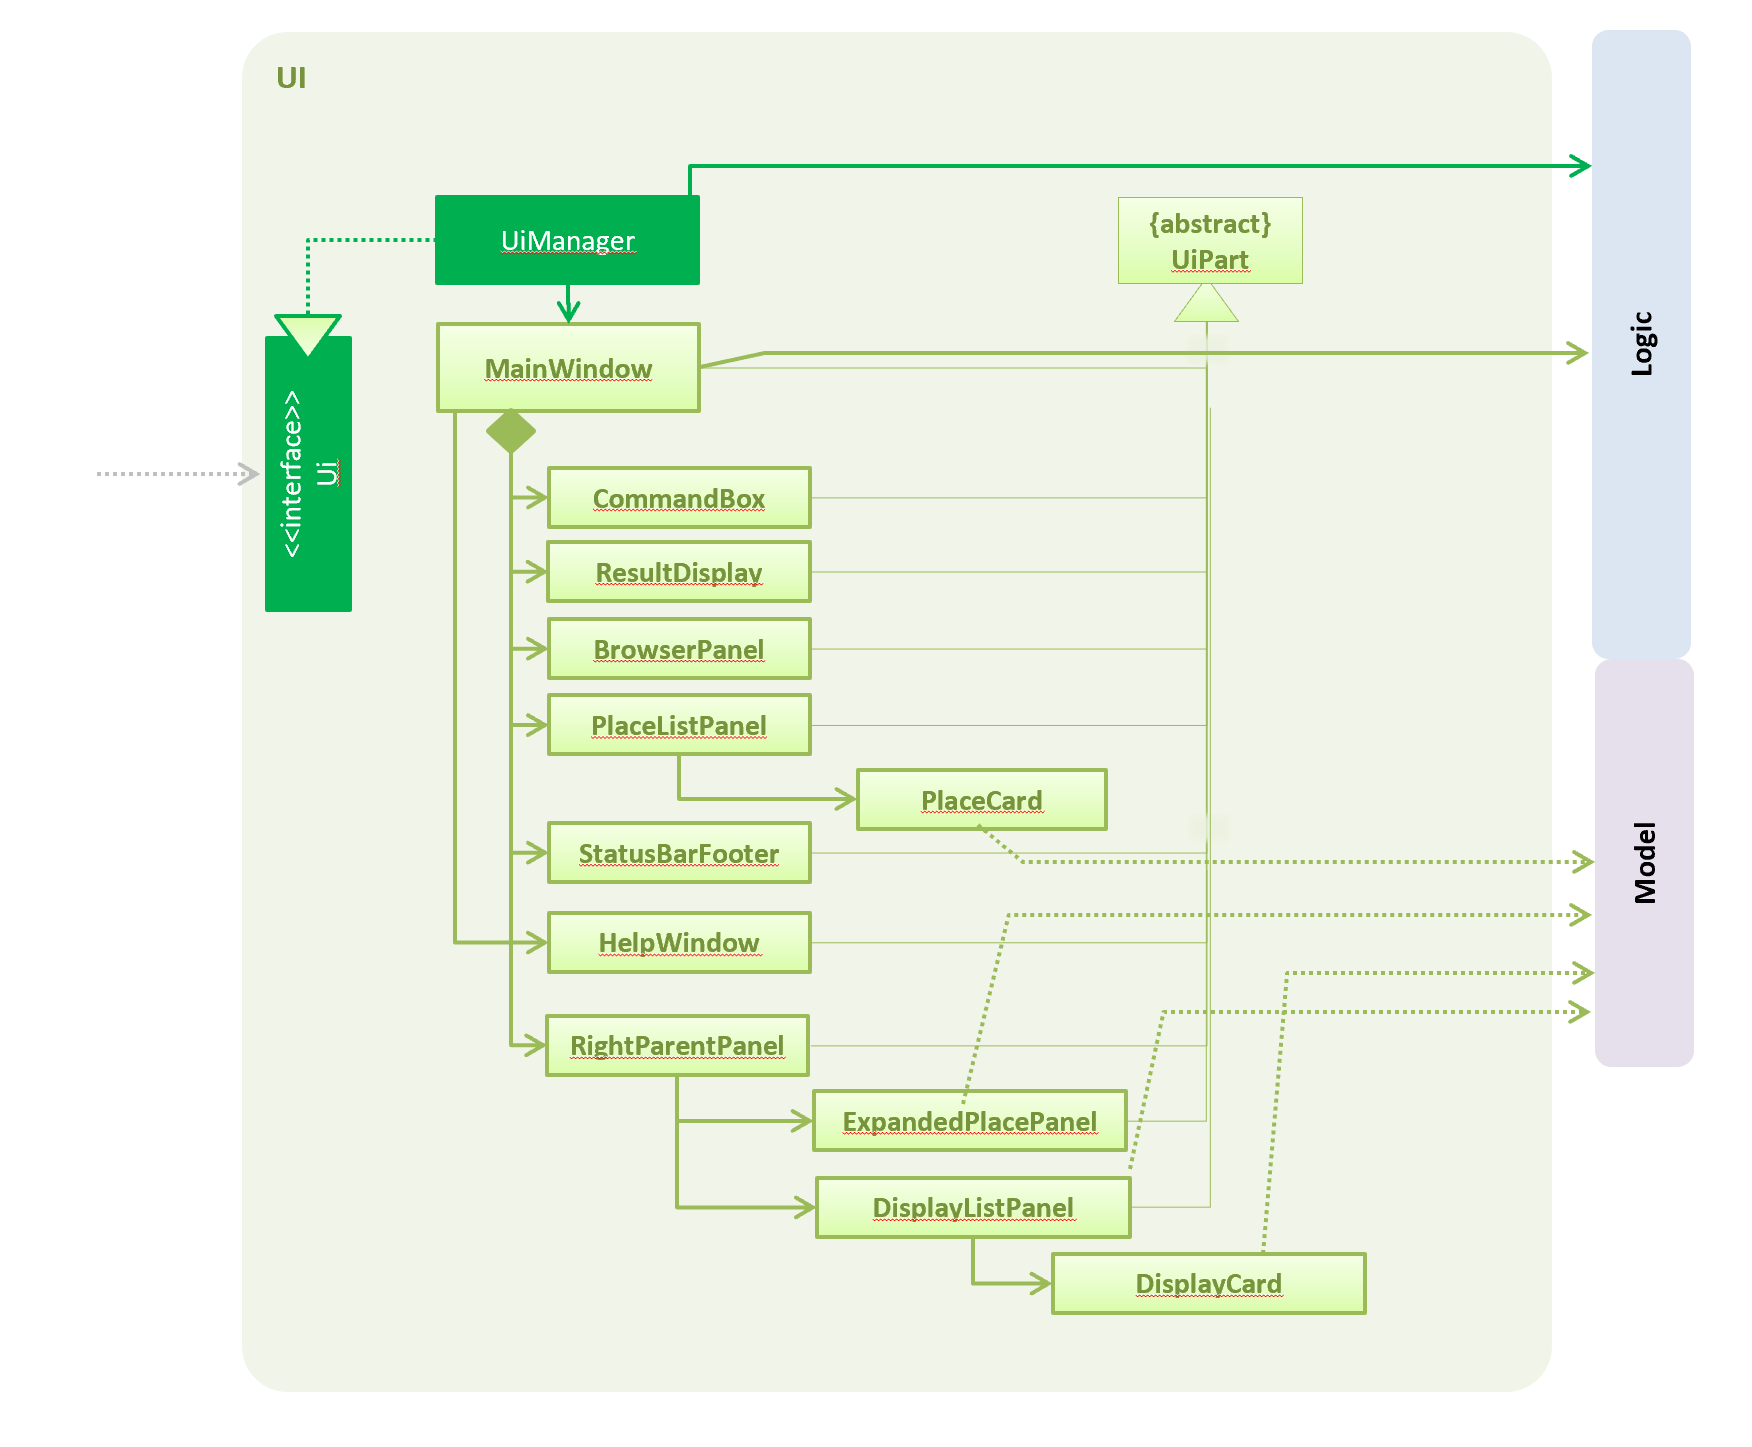 UI
UiManager
{abstract}
UiPart
MainWindow
<<interface>>
Ui
CommandBox
ResultDisplay
BrowserPanel
PlaceListPanel
PlaceCard
StatusBarFooter
HelpWindow
RightParentPanel
ExpandedPlacePanel
DisplayListPanel
DisplayCard
Logic
Model